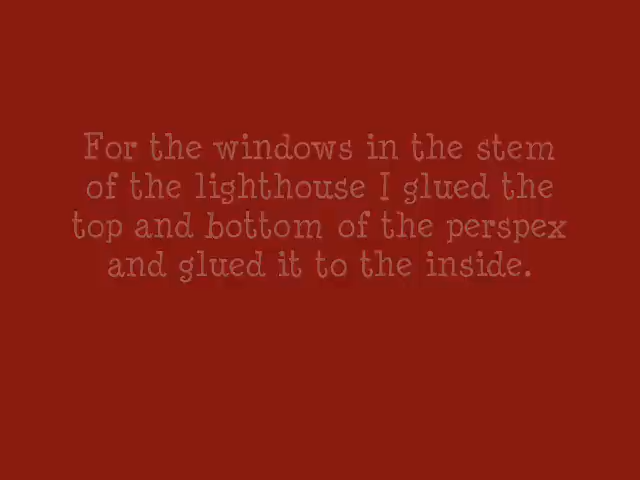 For the windows in the stem
of the lighthouse I glued the
top and bottom of the perspex
and glued it to the inside.